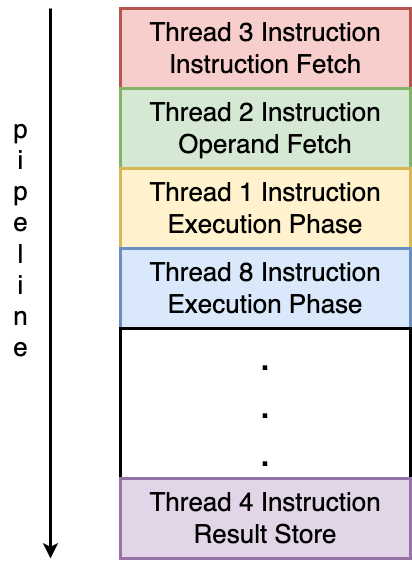 pipeline
Thread 3 Instruction
Instruction Fetch
Thread 2 Instruction
Operand Fetch
Thread 1 Instruction
Execution Phase
Thread 8 Instruction
Execution Phase
.
.
.
Thread 4 Instruction
Result Store